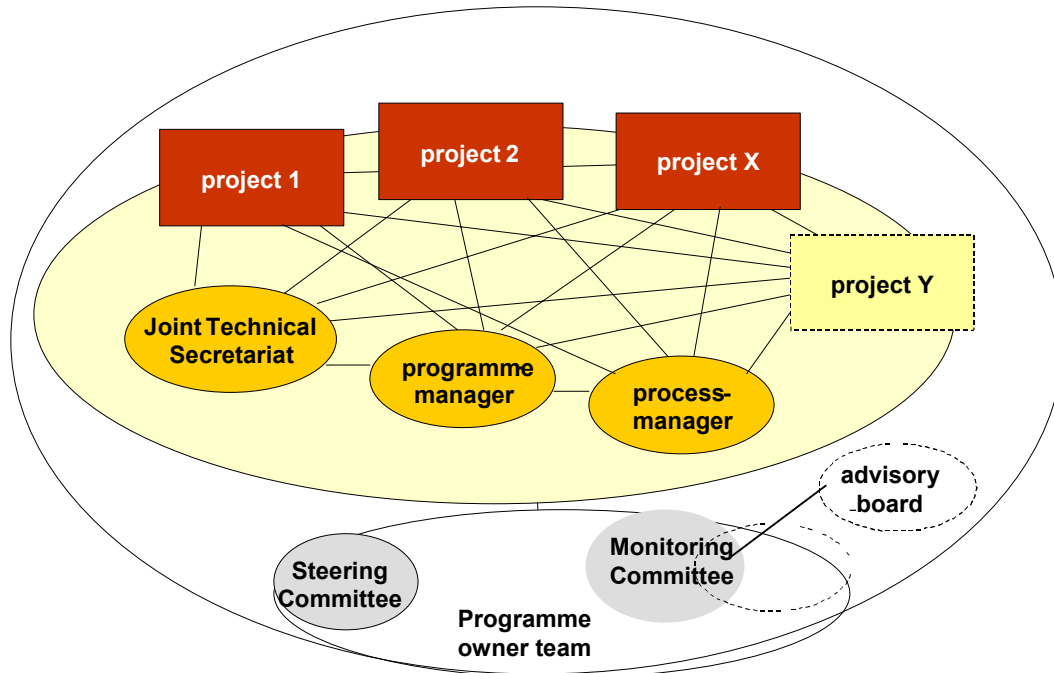 project 1
project 2
project X
project Y
Joint Technical
Secretariat
programme-
manager
process-
manager
advisory
board
Steering
Committee
Monitoring
Committee
Programme
owner team